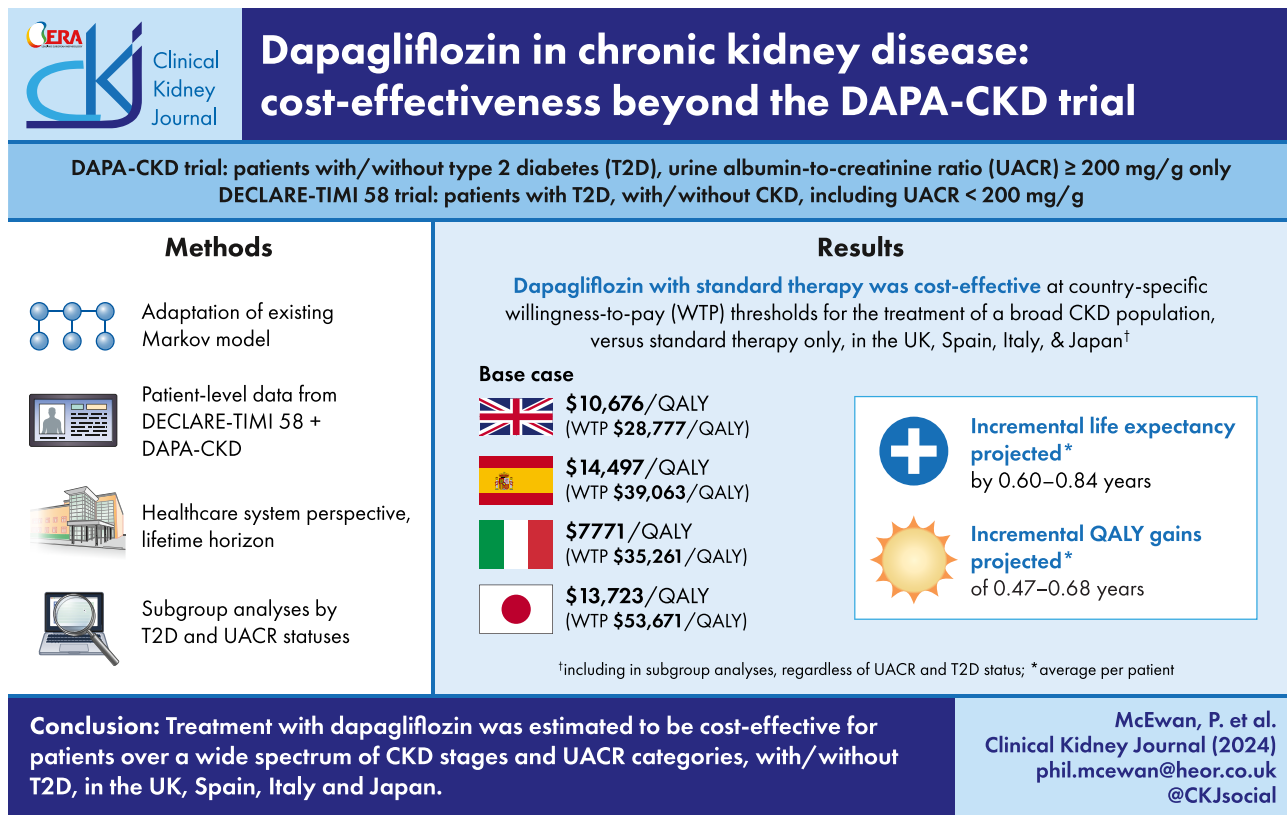 ERA
CKJ
Clinical
Kidney
Journal
Dapagliflozin in chronic kidney disease:
cost-effectiveness beyond the DAPA-CKD trial
DAPA-CKD trial: patients with/without type 2 diabetes (T2D), urine albumin-to-creatinine ratio (UACR) ≥ 200 mg/g only
DECLARE-TIMI 58 trial: patients with T2D, with/without CKD, including UACR < 200 mg/g
Methods
Adaptation of existing
Markov model
Patient-level data from
DECLARE-TIMI 58 +
DAPA-CKD
Healthcare system perspective,
lifetime horizon
Subgroup analyses by
T2D and UACR statuses
Results
Dapagliflozin with standard therapy was cost-effective at country-specific
willingness-to-pay (WTP) thresholds for the treatment of a broad CKD population,
versus standard therapy only, in the UK, Spain, Italy, & Japan†
Base case
$10,676/QALY
(WTP $28,777/QALY)
$14,497/QALY
(WTP $39,063/QALY)
$7771/QALY
(WTP $35,261/QALY)
$13,723/QALY
(WTP $53,671/QALY)
Incremental life expectancy
projected*
by 0.60–0.84 years
Incremental QALY gains
projected*
of 0.47–0.68 years
†including in subgroup analyses, regardless of UACR and T2D status; *average per patient
Conclusion: Treatment with dapagliflozin was estimated to be cost-effective for
patients over a wide spectrum of CKD stages and UACR categories, with/without
T2D, in the UK, Spain, Italy and Japan.
McEwan, P. et al.
Clinical Kidney Journal (2024)
phil.mcewan@heor.co.uk
@CKJsocial